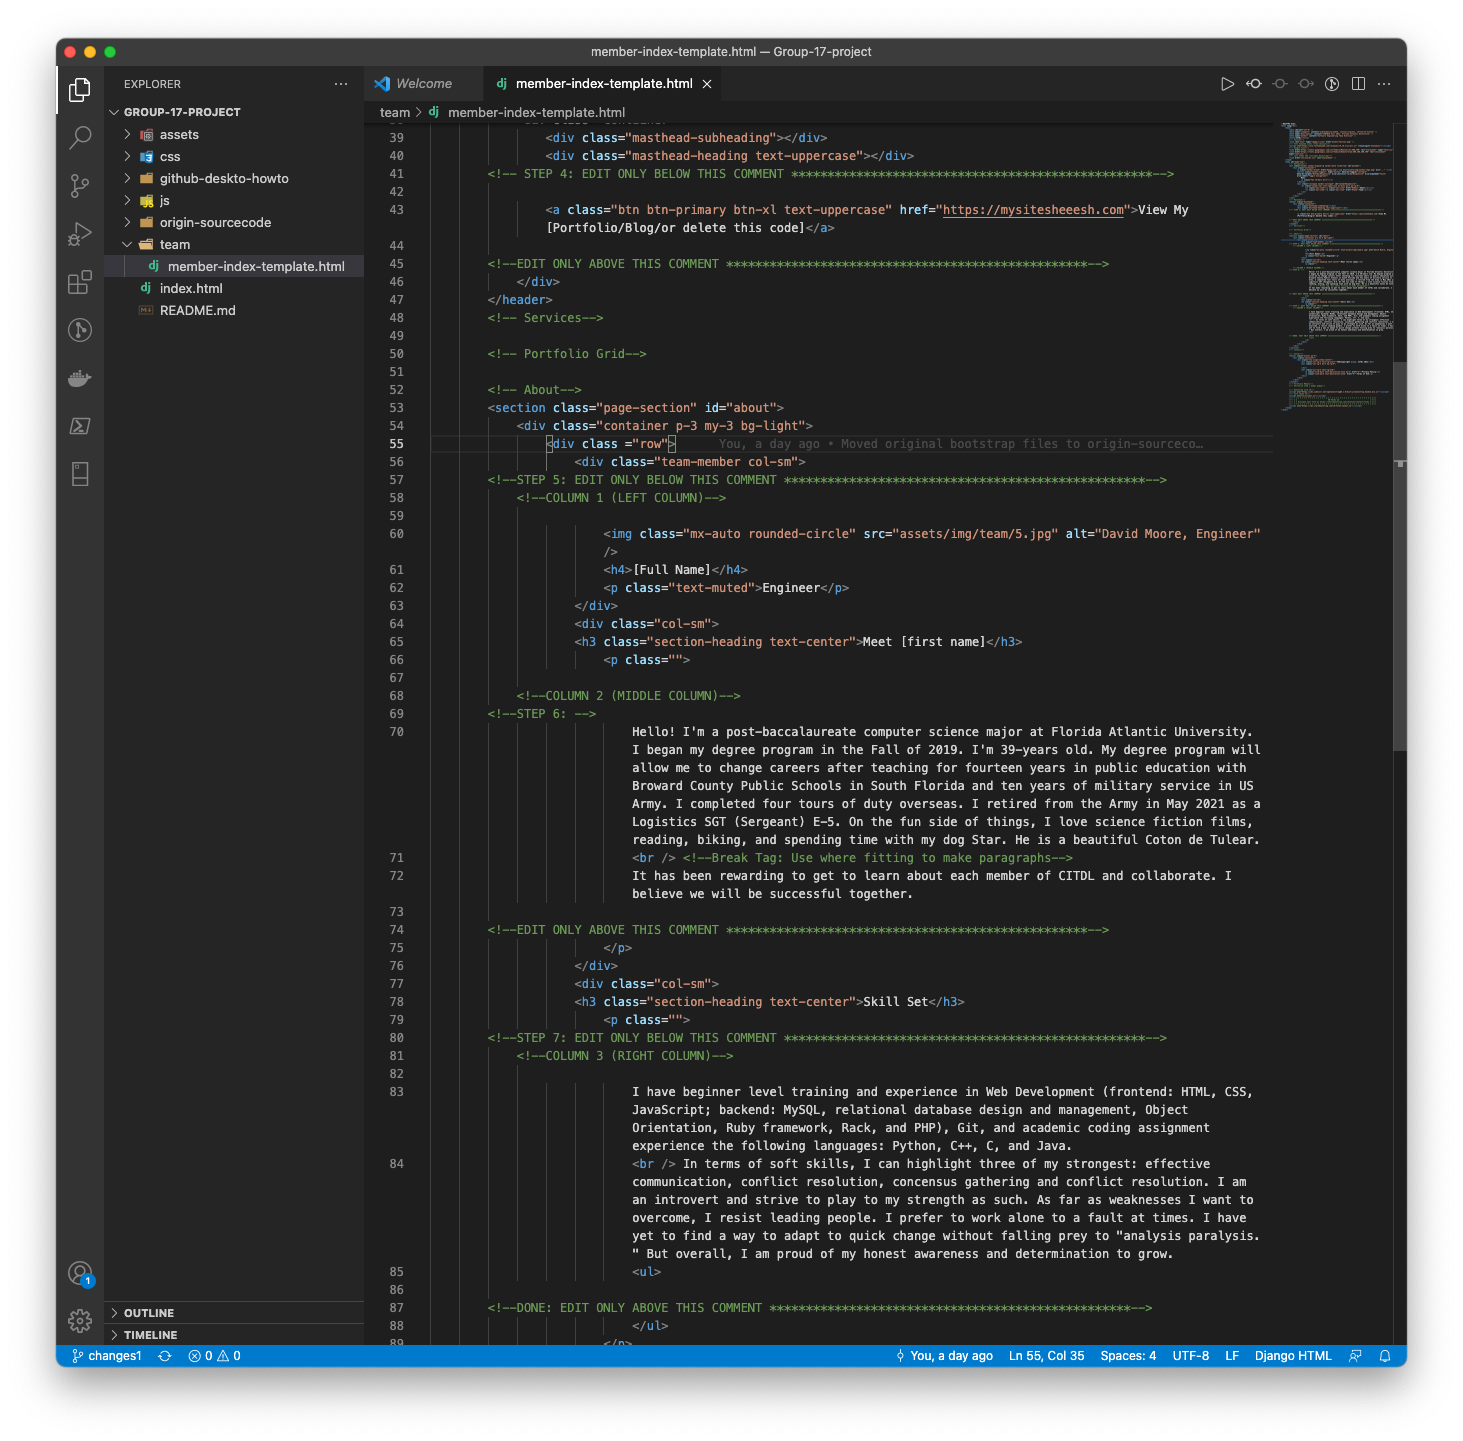 member-index-template.html — Group-17-project
EXPLORER
Welcome
member-index-template.html
GROUP-17-PROJECT
assets
css
github-deskto-howto
js
origin-sourcecode
team
member-index-template.html
index.html
README.md
team > member-index-template.html
39 <div class="masthead-subheading"></div>
40 <div class="masthead-heading text-uppercase"></div>
41 <!-- STEP 4: EDIT ONLY BELOW THIS COMMENT **************************************************-->
42
43 <a class="btn btn-primary btn-xl text-uppercase" href="https://mysitesheeesh.com">View My
[Portfolio/Blog/or delete this code]</a>
44
45 <!--EDIT ONLY ABOVE THIS COMMENT **************************************************-->
46 </div>
47 </header>
48 <!-- Services-->
49
50 <!-- Portfolio Grid-->
51
52 <!-- About-->
53 <section class="page-section" id="about">
54 <div class="container p-3 my-3 bg-light">
55 <div class ="row"> You, a day ago • Moved original bootstrap files to origin-sourceco…
56 <div class="team-member col-sm">
57 <!--STEP 5: EDIT ONLY BELOW THIS COMMENT **************************************************-->
58 <!--COLUMN 1 (LEFT COLUMN)-->
59
60 <img class="mx-auto rounded-circle" src="assets/img/team/5.jpg" alt="David Moore, Engineer"
/>
61 <h4>[Full Name]</h4>
62 <p class="text-muted">Engineer</p>
63 </div>
64 <div class="col-sm">
65 <h3 class="section-heading text-center">Meet [first name]</h3>
66 <p class="">
67
68 <!--COLUMN 2 (MIDDLE COLUMN)-->
69 <!--STEP 6: -->
70 Hello! I'm a post-baccalaureate computer science major at Florida Atlantic University.
I began my degree program in the Fall of 2019. I'm 39-years old. My degree program will
allow me to change careers after teaching for fourteen years in public education with
Broward County Public Schools in South Florida and ten years of military service in US
Army. I completed four tours of duty overseas. I retired from the Army in May 2021 as a
Logistics SGT (Sergeant) E-5. On the fun side of things, I love science fiction films,
reading, biking, and spending time with my dog Star. He is a beautiful Coton de Tulear.
71 <br /> <!--Break Tag: Use where fitting to make paragraphs-->
72 It has been rewarding to get to learn about each member of CITDL and collaborate. I
believe we will be successful together.
73
74 <!--EDIT ONLY ABOVE THIS COMMENT **************************************************-->
75 </p>
76 </div>
77 <div class="col-sm">
78 <h3 class="section-heading text-center">Skill Set</h3>
79 <p class="">
80 <!--STEP 7: EDIT ONLY BELOW THIS COMMENT **************************************************-->
81 <!--COLUMN 3 (RIGHT COLUMN)-->
82
83 I have beginner level training and experience in Web Development (frontend: HTML, CSS,
JavaScript; backend: MySQL, relational database design and management, Object
Orientation, Ruby framework, Rack, and PHP), Git, and academic coding assignment
experience the following languages: Python, C++, C, and Java.
84 <br /> In terms of soft skills, I can highlight three of my strongest: effective
communication, conflict resolution, concensus gathering and conflict resolution. I am
an introvert and strive to play to my strength as such. As far as weaknesses I want to
overcome, I resist leading people. I prefer to work alone to a fault at times. I have
yet to find a way to adapt to quick change without falling prey to "analysis paralysis.
" But overall, I am proud of my honest awareness and determination to grow.
85 <ul>
86
87 <!--DONE: EDIT ONLY ABOVE THIS COMMENT **************************************************-->
88 </ul>
89 </p>
OUTLINE
TIMELINE
1
changes1
0 0
You, a day ago
Ln 55, Col 35
Spaces: 4
UTF-8
LF
Django HTML